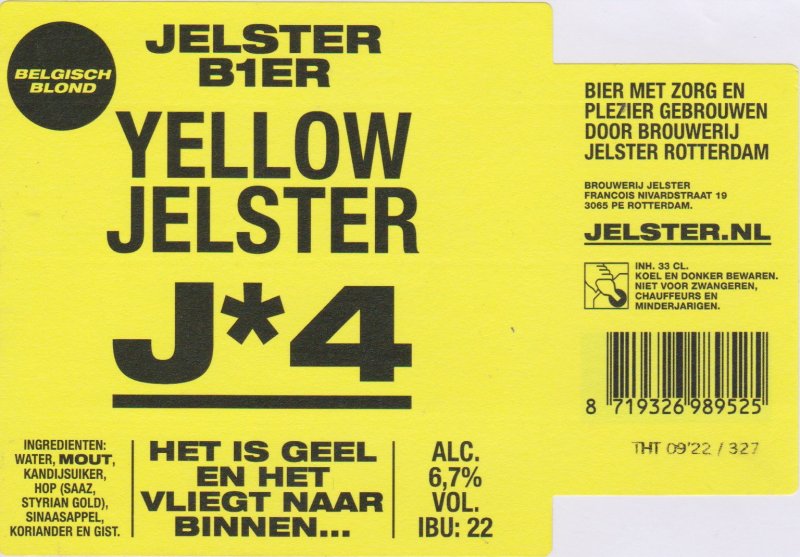 BELGISCH
BLOND
JELSTER
B1ER
YELLOW
JELSTER
J*4
INGREDIENTEN:
WATER, MOUT,
KANDIJSUIKER,
HOP (SAAZ,
STYRIAN GOLD),
SINAASAPPEL,
KORIANDER EN GIST.
HET IS GEEL
EN HET
VLIEGT NAAR
BINNEN...
ALC.
6,7%
VOL.
IBU: 22
BIER MET ZORG EN
PLEZIER GEBROUWEN
DOOR BROUWERIJ
JELSTER ROTTERDAM
BROUWERIJ JELSTER
FRANCOIS NIVARDSTRAAT 19
3065 PE ROTTERDAM.
JELSTER.NL
INH. 33 CL.
KOEL EN DONKER BEWAREN.
NIET VOOR ZWANGEREN,
CHAUFFEURS EN
MINDERJARIGEN.
8 719326 989525
THT 09'22 / 327